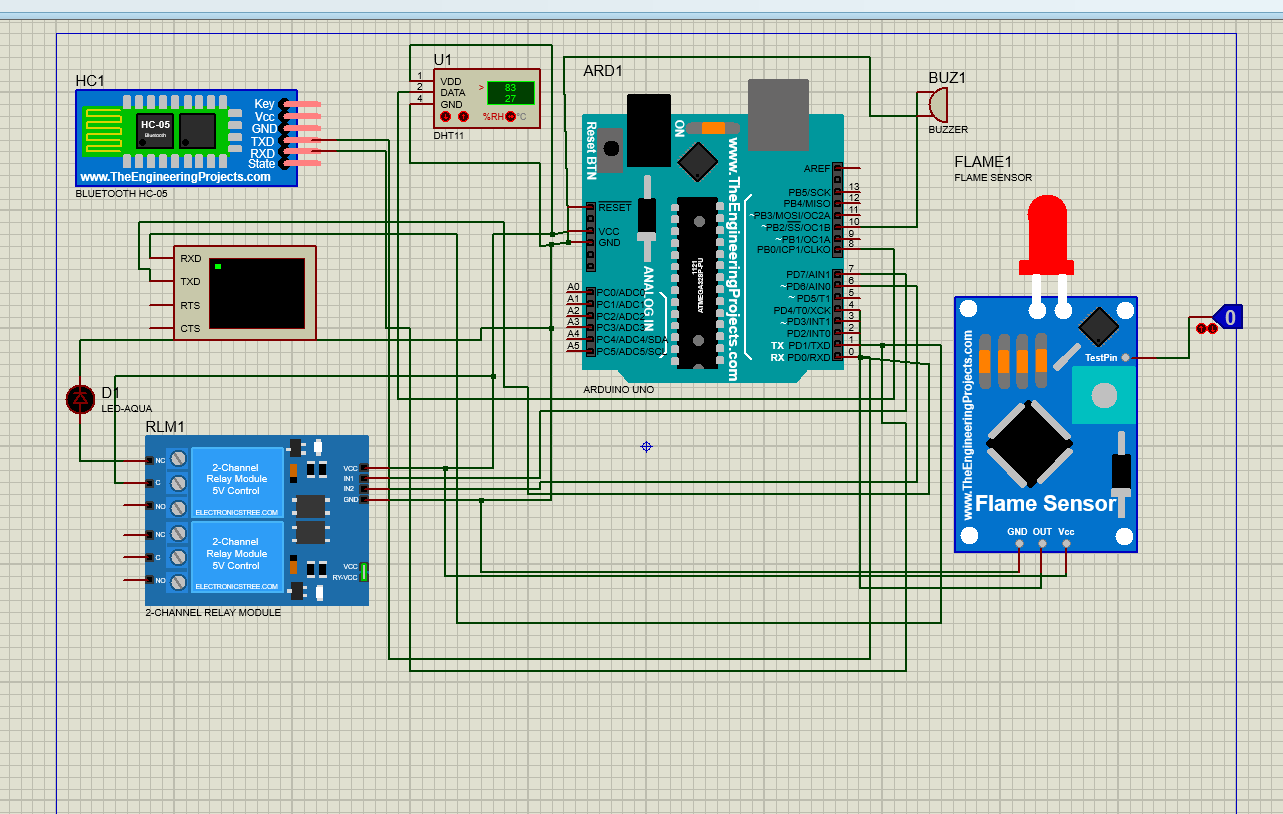 HC1
HC-05
Bluetooth
Key
Vcc
GND
TXD
RXD
State
www.TheEngineeringProjects.com
BLUETOOTH HC-05
U1
1
2
4
VDD
DATA
GND
>
83
27
%RH
°C
DHT11
ARD1
Reset BTN
ON
www.TheEngineeringProjects.com
ANALOG IN
1121
ATMEGA328P-PU
RESET
VCC
GND
A0 PC0/ADC0
A1 PC1/ADC1
A2 PC2/ADC2
A3 PC3/ADC3
A4 PC4/ADC4/SDA
A5 PC5/ADC5/SCL
AREF
PB5/SCK 13
PB4/MISO 12
~PB3/MOSI/OC2A 11
~PB2/SS/OC1B 10
~PB1/OC1A 9
PB0/ICP1/CLKO 8
PD7/AIN1 7
~PD6/AIN0 6
~PD5/T1 5
PD4/T0/XCK 4
~PD3/INT1 3
PD2/INT0 2
TX PD1/TXD 1
RX PD0/RXD 0
ARDUINO UNO
BUZ1
BUZZER
FLAME1
FLAME SENSOR
www.TheEngineeringProjects.com
TestPin
0
Flame Sensor
GND OUT Vcc
RXD
TXD
RTS
CTS
D1
LED-AQUA
RLM1
NC
C
NO
NC
C
NO
2-Channel
Relay Module
5V Control
ELECTRONICSTREE.COM
2-Channel
Relay Module
5V Control
ELECTRONICSTREE.COM
VCC
IN1
IN2
GND
VCC
RY-VCC
2-CHANNEL RELAY MODULE